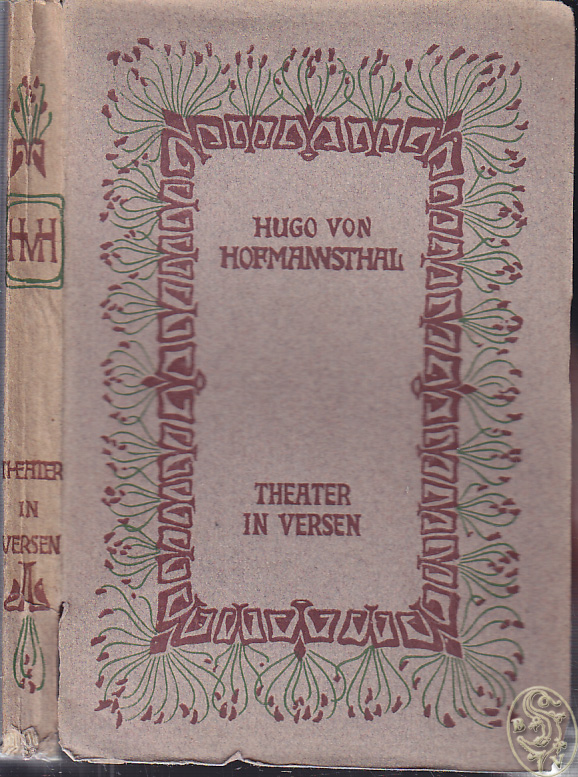 HUGO VON
HOFMANNSTHAL
THEATER
IN VERSEN
HVH
THEATER
IN
VERSEN